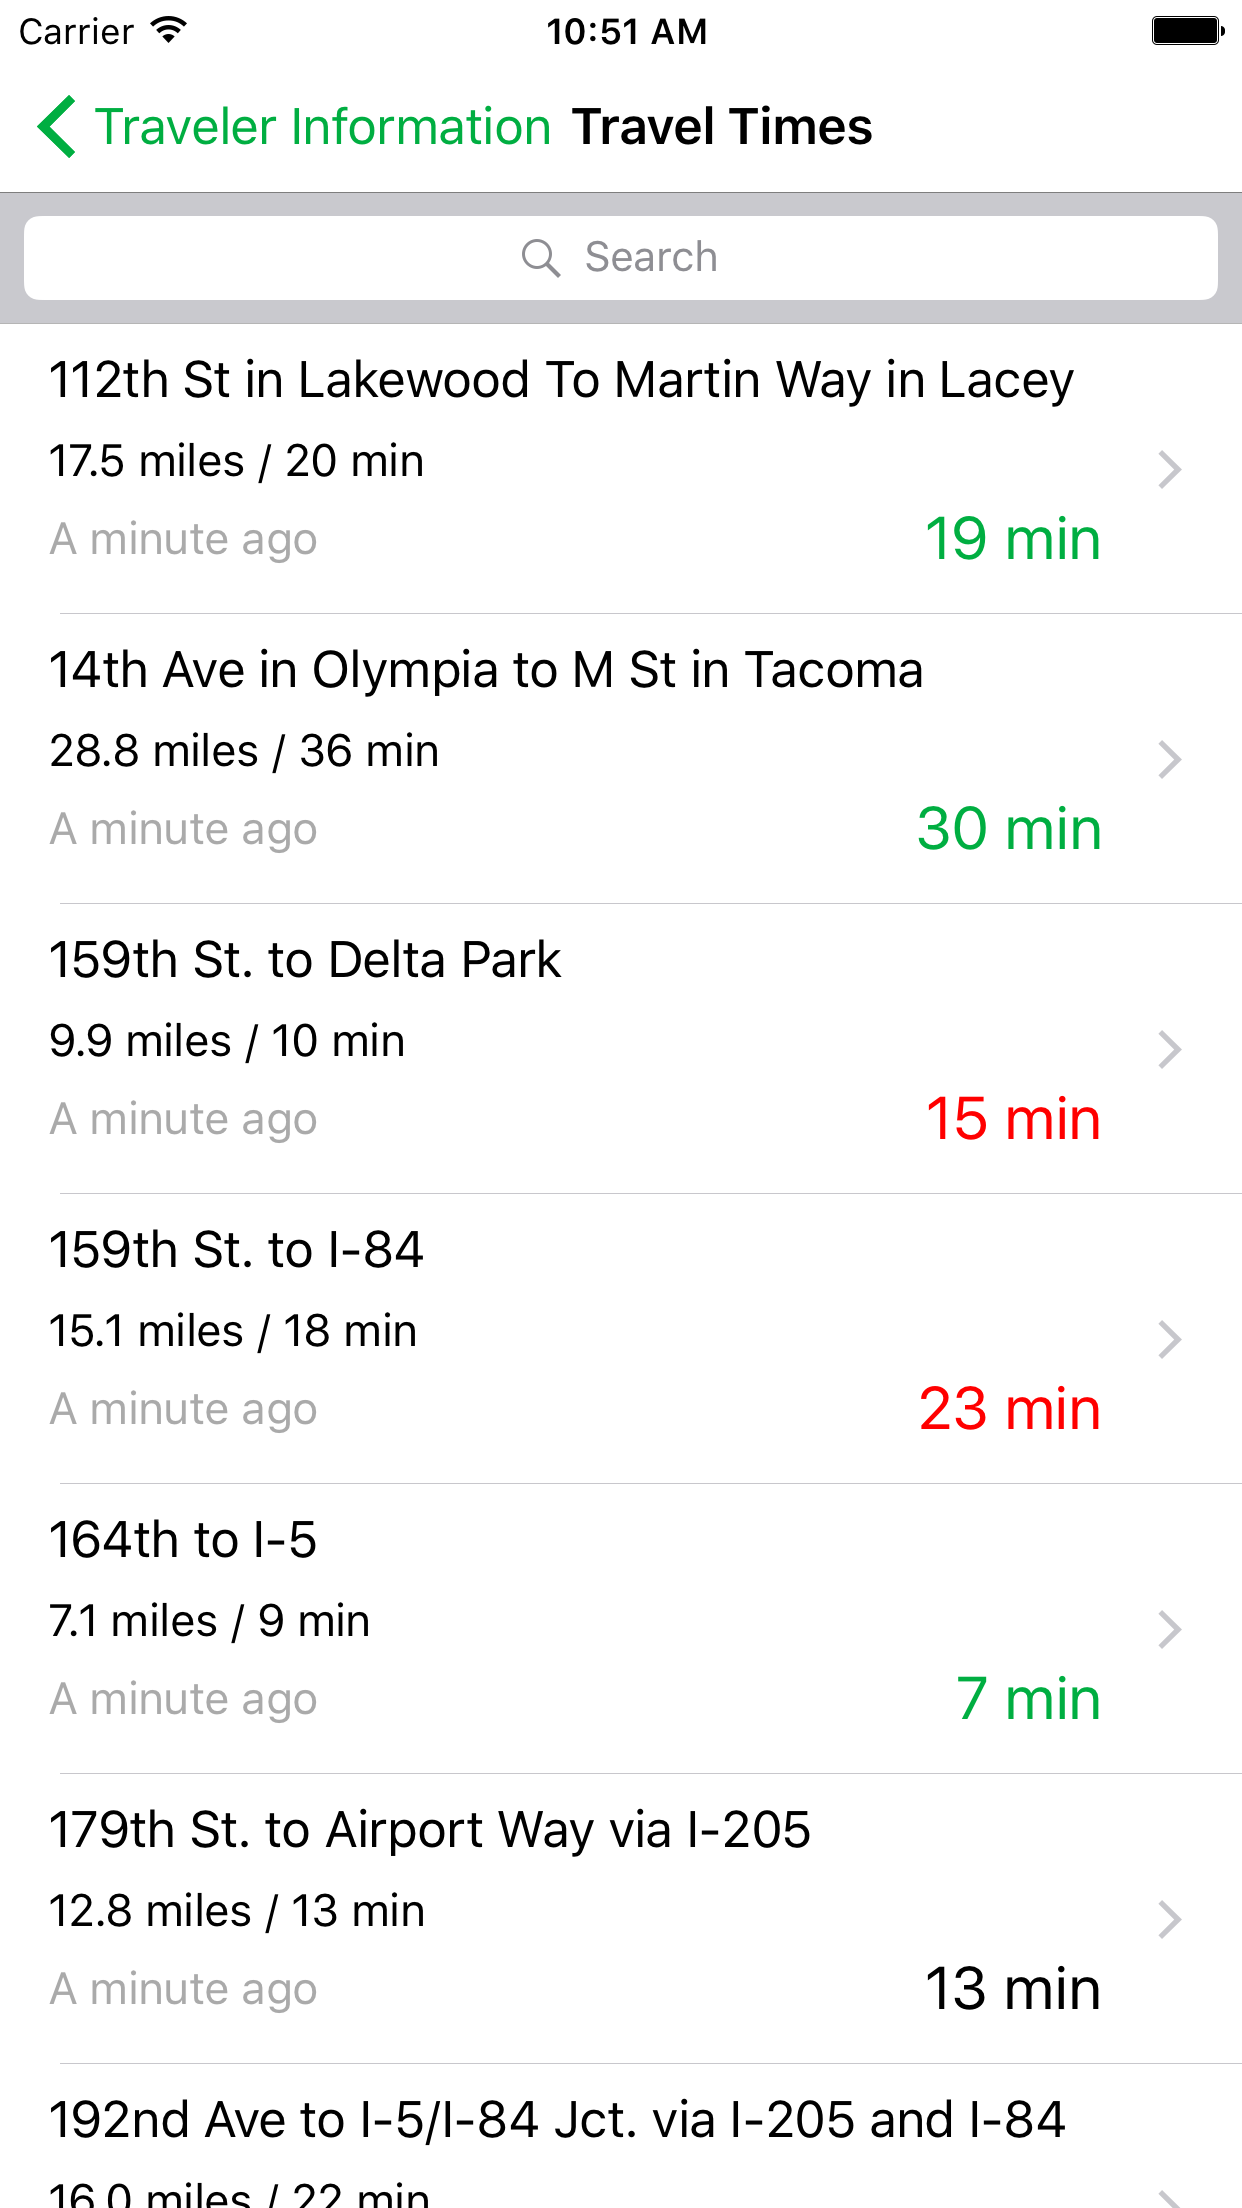 Carrier 10:51 AM
Traveler Information Travel Times
Search
112th St in Lakewood To Martin Way in Lacey
17.5 miles / 20 min
A minute ago 19 min
14th Ave in Olympia to M St in Tacoma
28.8 miles / 36 min
A minute ago 30 min
159th St. to Delta Park
9.9 miles / 10 min
A minute ago 15 min
159th St. to I-84
15.1 miles / 18 min
A minute ago 23 min
164th to I-5
7.1 miles / 9 min
A minute ago 7 min
179th St. to Airport Way via I-205
12.8 miles / 13 min
A minute ago 13 min
192nd Ave to I-5/I-84 Jct. via I-205 and I-84
16.0 miles / 22 min